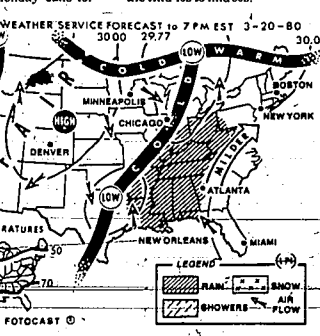 WEATHER SERVICE FORECAST to 7 PM EST 3-20-80
30.00 29.77 30.0
LOW
COLD WARM
BOSTON
MINNEAPOLIS
NEW YORK
HIGH
CHICAGO
COLD
FAIR
DENVER
MILDER
ATLANTA
LOW
RATURES
NEW ORLEANS
MIAMI
50
70
LEGEND
RAIN SNOW
SHOWERS AIR FLOW
FOTOCAST